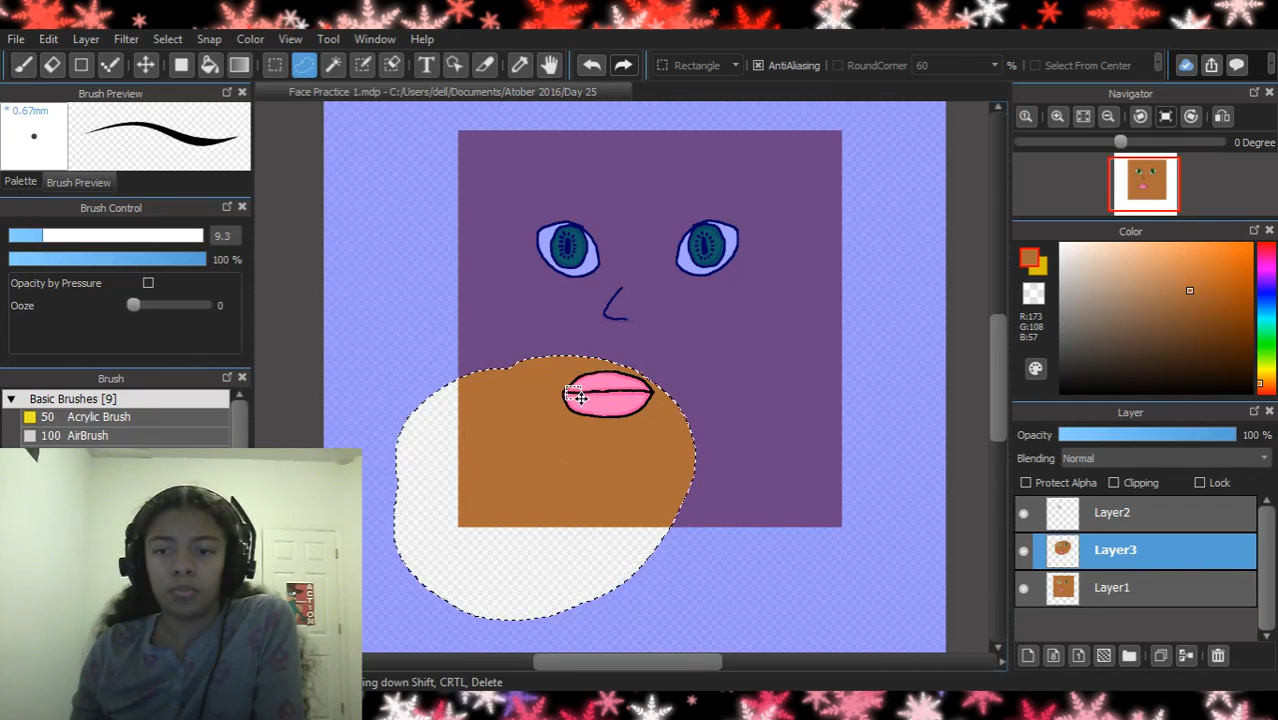 File Edit Layer Filter Select Snap Color View Tool Window Help
Rectangle AntiAliasing RoundCorner 60 % Select From Center
Brush Preview
Face Practice 1.mdp - C:/Users/dell/Documents/Atober 2016/Day 25
Navigator
* 0.67mm
0 Degree
Palette Brush Preview
Brush Control
Color
9.3
100 %
Opacity by Pressure
Ooze 0
R:173
G:108
B:57
Brush
Basic Brushes [9]
50 Acrylic Brush
100 AirBrush
Layer
Opacity 100 %
Blending Normal
Protect Alpha Clipping Lock
Layer2
Layer3
Layer1
ACTION
ing down Shift, CRTL, Delete